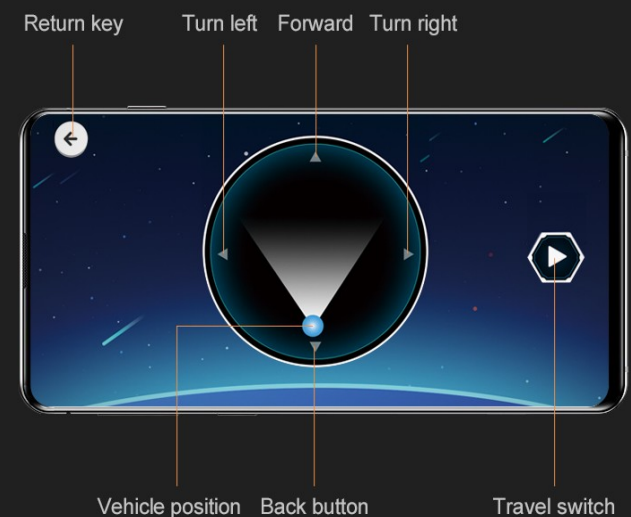 Return key
Turn left
Forward
Turn right
Vehicle position
Back button
Travel switch